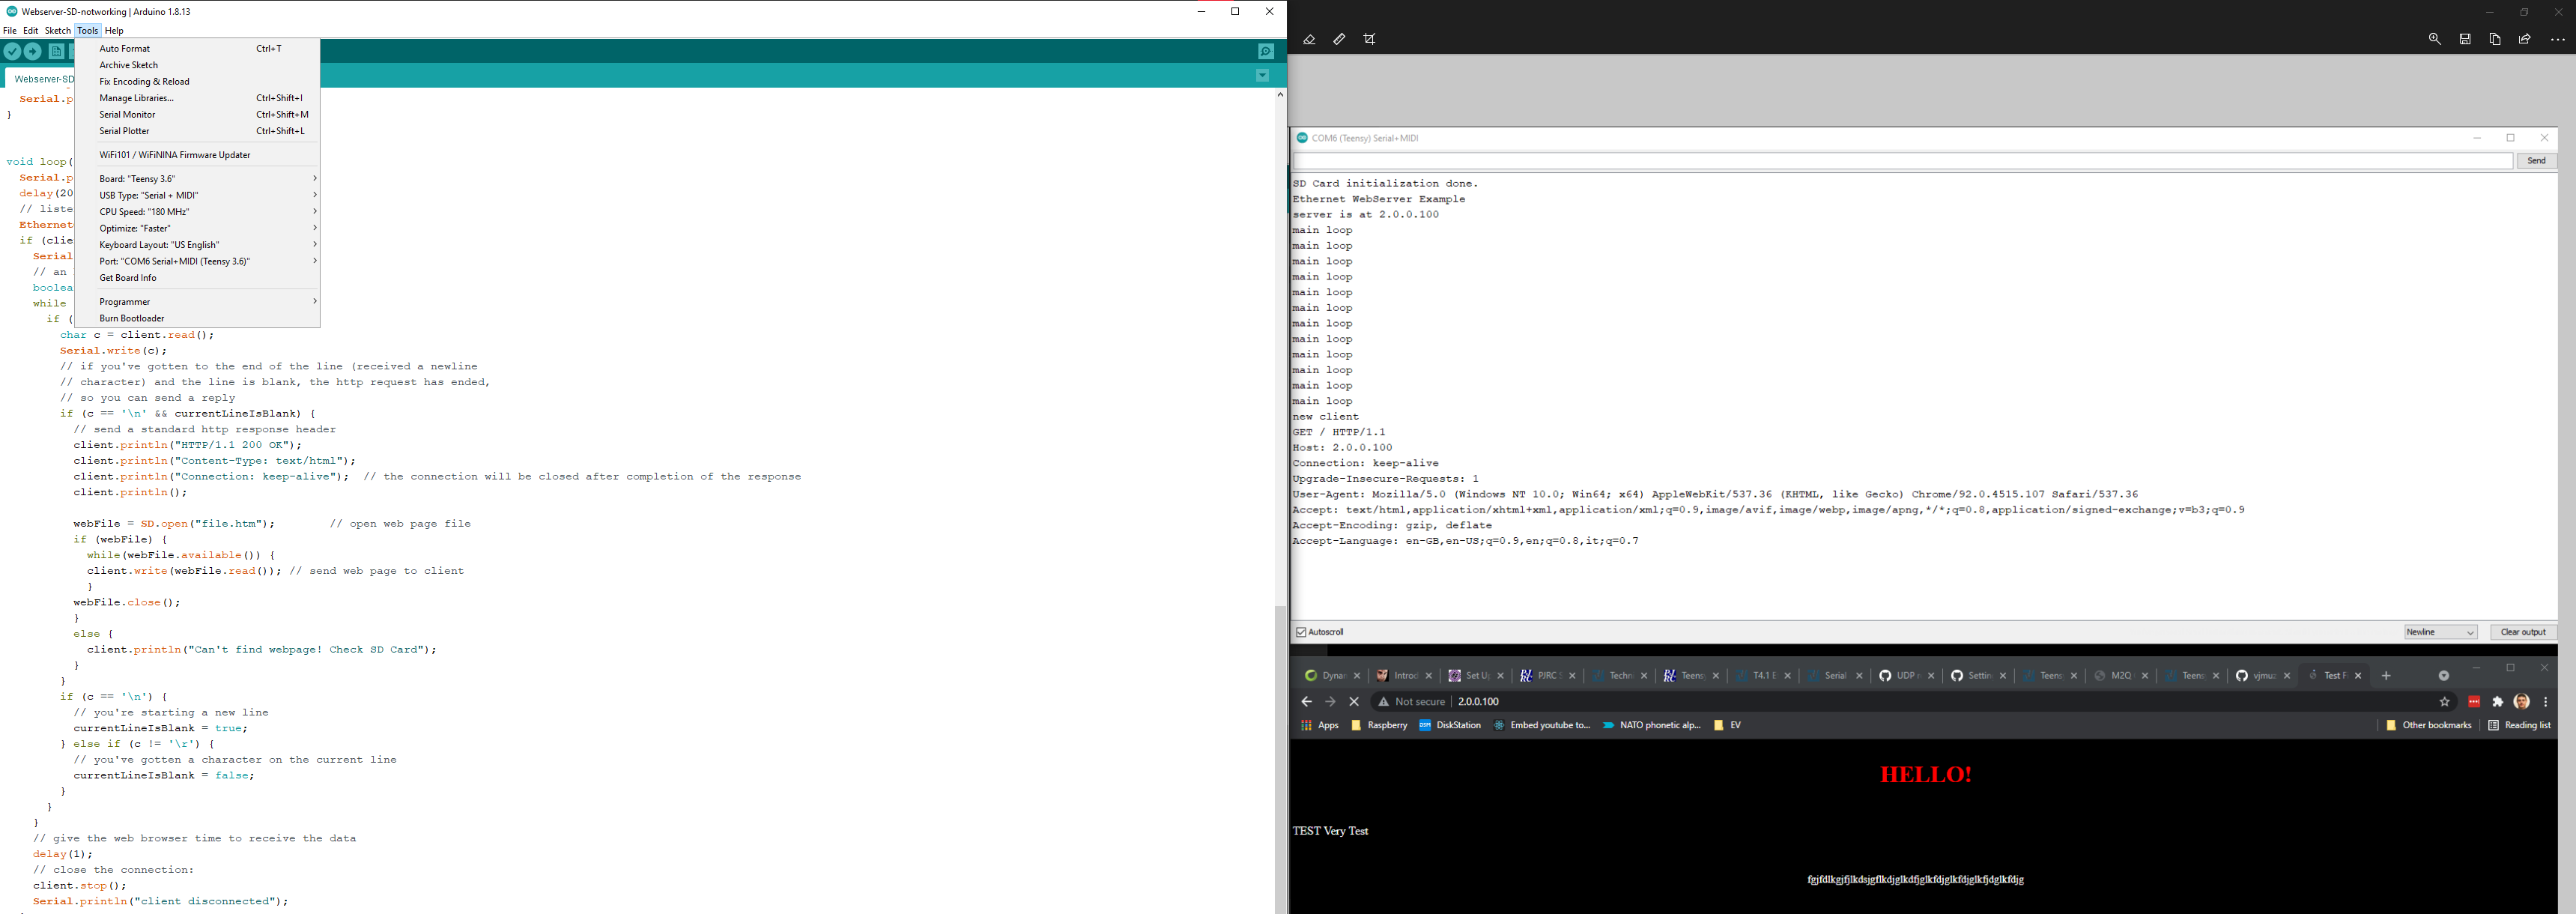 Webserver-SD-notworking | Arduino 1.8.13
File Edit Sketch Tools Help
Auto Format Ctrl+T
Archive Sketch
Fix Encoding & Reload
Manage Libraries... Ctrl+Shift+I
Serial Monitor Ctrl+Shift+M
Serial Plotter Ctrl+Shift+L
WiFi101 / WiFiNINA Firmware Updater
Board: "Teensy 3.6"
USB Type: "Serial + MIDI"
CPU Speed: "180 MHz"
Optimize: "Faster"
Keyboard Layout: "US English"
Port: "COM6 Serial+MIDI (Teensy 3.6)"
Get Board Info
Programmer
Burn Bootloader
Webserver-SD
Serial.p
}
void loop(
Serial.p
delay(20
// liste
Ethernet
if (clie
Serial
// an
boolea
while
if (
char c = client.read();
Serial.write(c);
// if you've gotten to the end of the line (received a newline
// character) and the line is blank, the http request has ended,
// so you can send a reply
if (c == '\n' && currentLineIsBlank) {
// send a standard http response header
client.println("HTTP/1.1 200 OK");
client.println("Content-Type: text/html");
client.println("Connection: keep-alive");  // the connection will be closed after completion of the response
client.println();
webFile = SD.open("file.htm");        // open web page file
if (webFile) {
while(webFile.available()) {
client.write(webFile.read()); // send web page to client
}
webFile.close();
}
else {
client.println("Can't find webpage! Check SD Card");
}
}
if (c == '\n') {
// you're starting a new line
currentLineIsBlank = true;
} else if (c != '\r') {
// you've gotten a character on the current line
currentLineIsBlank = false;
}
}
}
// give the web browser time to receive the data
delay(1);
// close the connection:
client.stop();
Serial.println("client disconnected");
COM6 (Teensy) Serial+MIDI
Send
SD Card initialization done.
Ethernet WebServer Example
server is at 2.0.0.100
main loop
main loop
main loop
main loop
main loop
main loop
main loop
main loop
main loop
main loop
main loop
main loop
new client
GET / HTTP/1.1
Host: 2.0.0.100
Connection: keep-alive
Upgrade-Insecure-Requests: 1
User-Agent: Mozilla/5.0 (Windows NT 10.0; Win64; x64) AppleWebKit/537.36 (KHTML, like Gecko) Chrome/92.0.4515.107 Safari/537.36
Accept: text/html,application/xhtml+xml,application/xml;q=0.9,image/avif,image/webp,image/apng,*/*;q=0.8,application/signed-exchange;v=b3;q=0.9
Accept-Encoding: gzip, deflate
Accept-Language: en-GB,en-US;q=0.9,en;q=0.8,it;q=0.7
Autoscroll Newline Clear output
Dynar Introd Set Up PJRC S Techn Teens T4.1 E Serial UDP n Settin Teens M2Q Teens vjmuz Test F
Not secure | 2.0.0.100
Apps Raspberry DiskStation Embed youtube to... NATO phonetic alp... EV Other bookmarks Reading list
HELLO!
TEST Very Test